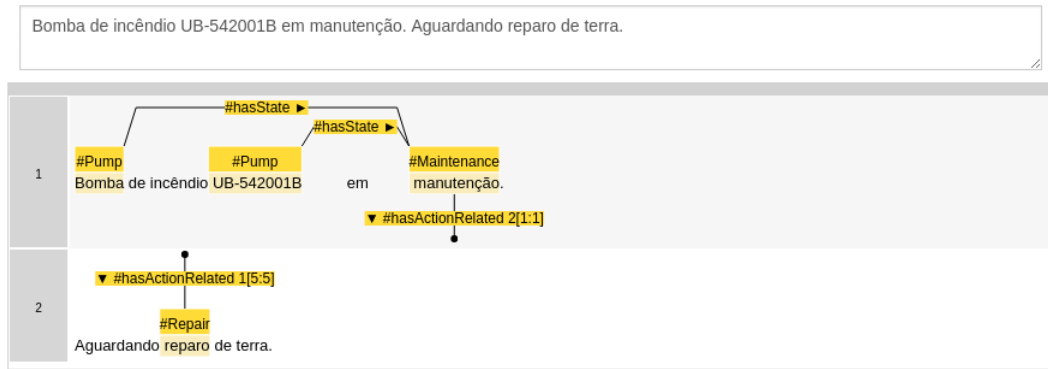 Bomba de incêndio UB-542001B em manutenção. Aguardando reparo de terra.
#hasState ►
#hasState ►
#Pump #Pump #Maintenance
1
Bomba de incêndio UB-542001B em manutenção.
▼ #hasActionRelated 2[1:1]
▼ #hasActionRelated 1[5:5]
2
#Repair
Aguardando reparo de terra.